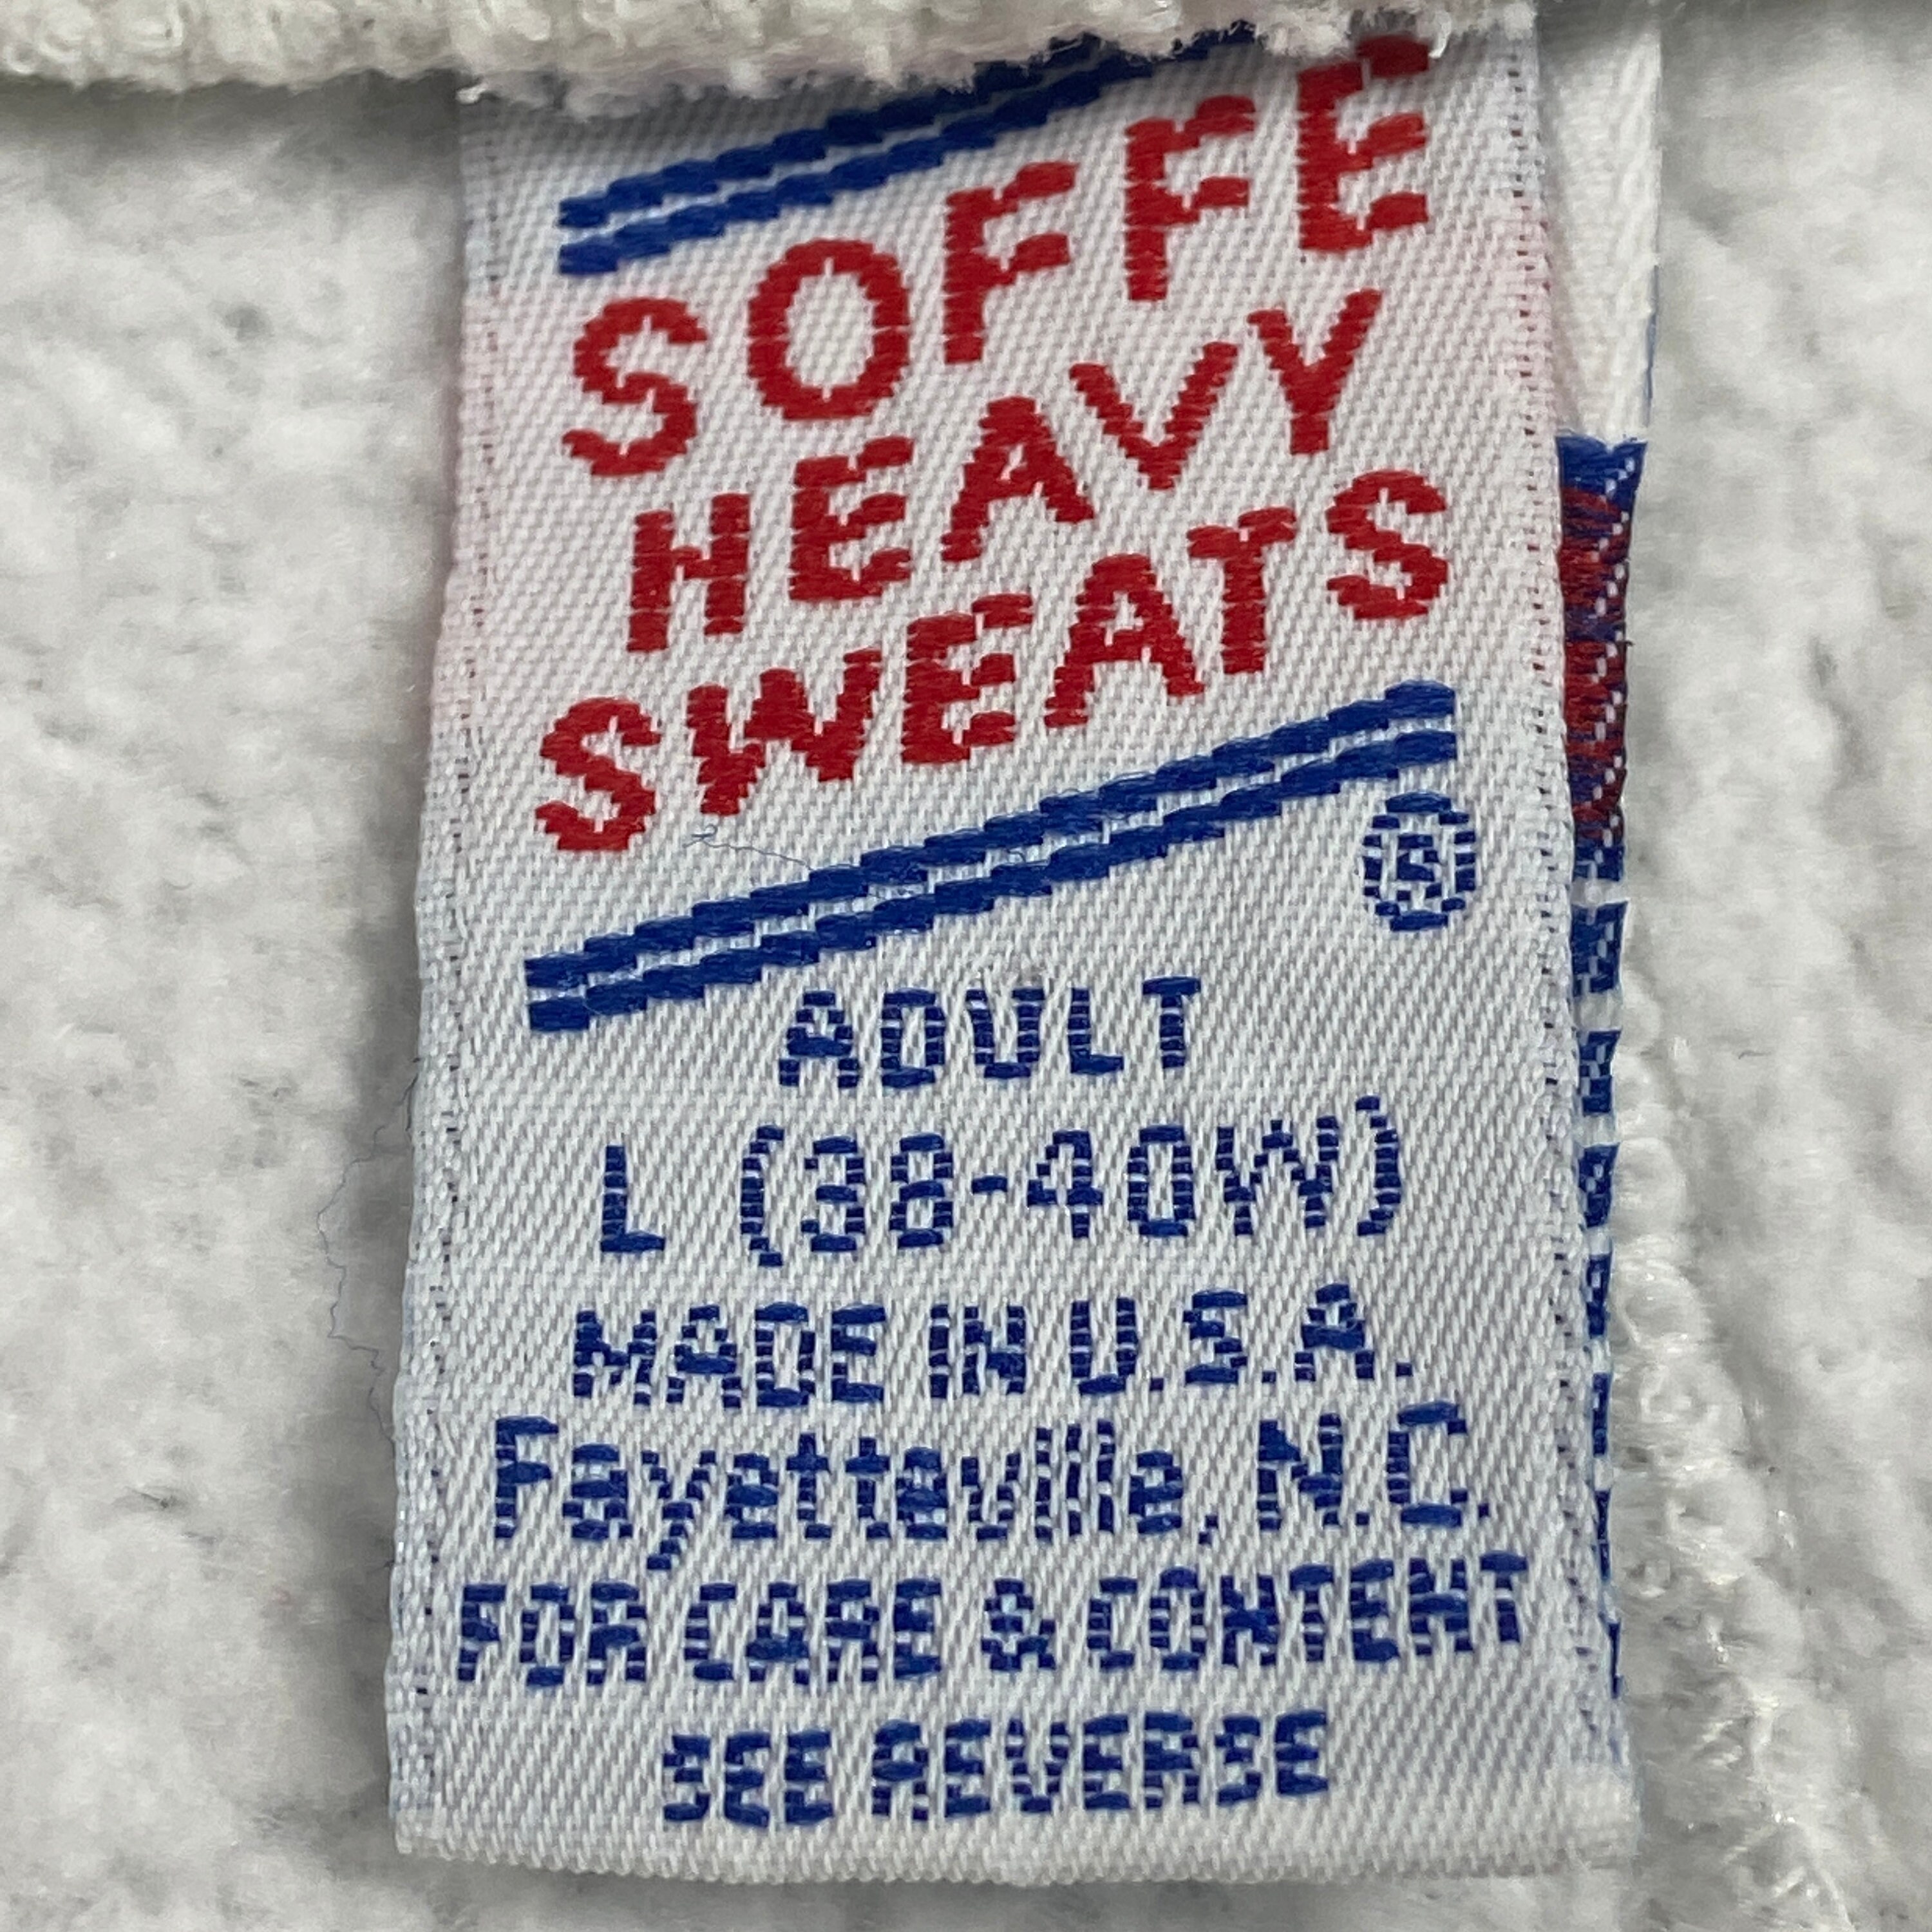 SOFFE
HEAVY
SWEATS
Ⓢ
ADULT
L (38-40W)
MADE IN U.S.A.
Fayetteville, N.C.
FOR CARE & CONTENT
SEE REVERSE